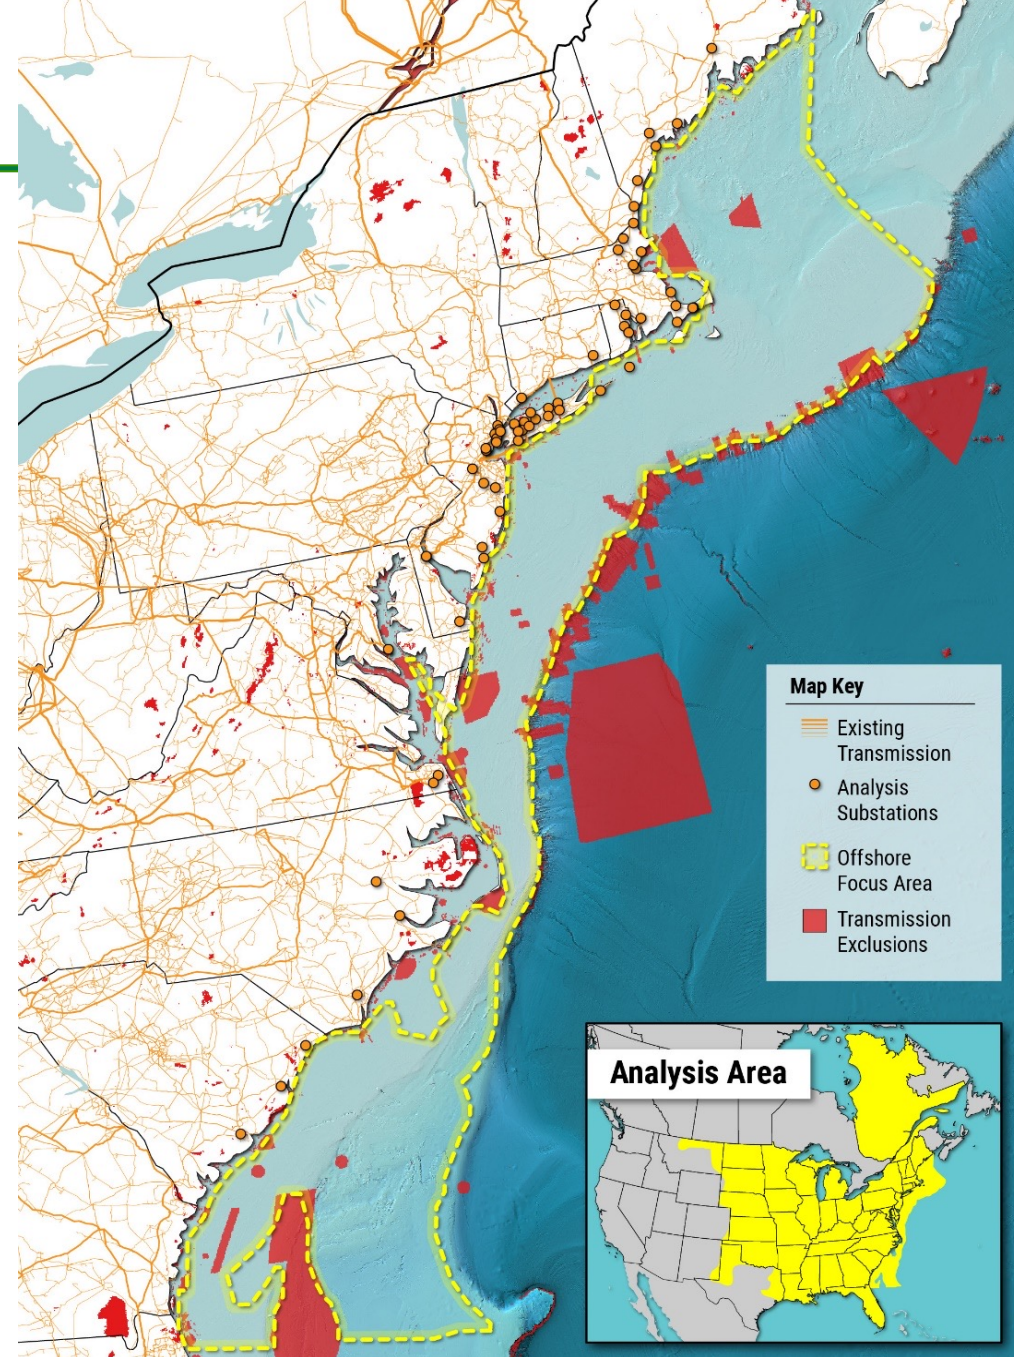 Map Key
Existing
Transmission
Analysis
Substations
Offshore
Focus Area
Transmission
Exclusions
Analysis Area